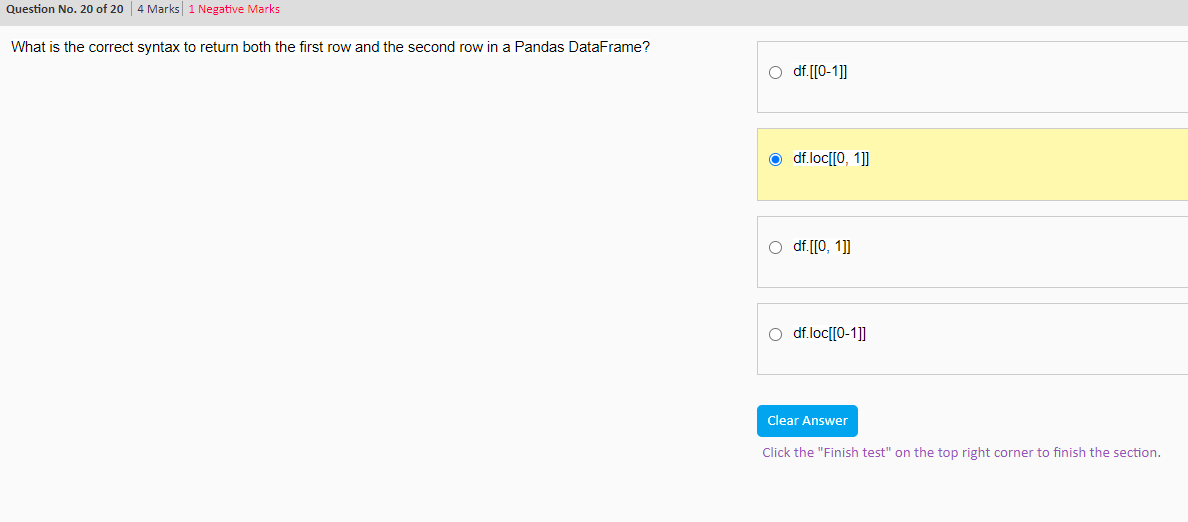 Question No. 20 of 20 4 Marks 1 Negative Marks
What is the correct syntax to return both the first row and the second row in a Pandas DataFrame?
df.[[0-1]]
df.loc[[0, 1]]
df.[[0, 1]]
df.loc[[0-1]]
Clear Answer
Click the "Finish test" on the top right corner to finish the section.